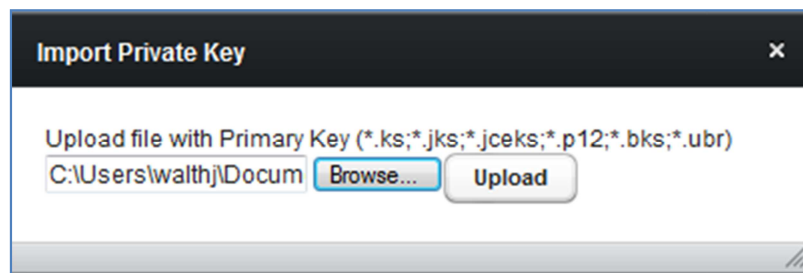 Import Private Key ×
Upload file with Primary Key (*.ks;*.jks;*.jceks;*.p12;*.bks;*.ubr)
C:\Users\walthj\Docum Browse... Upload